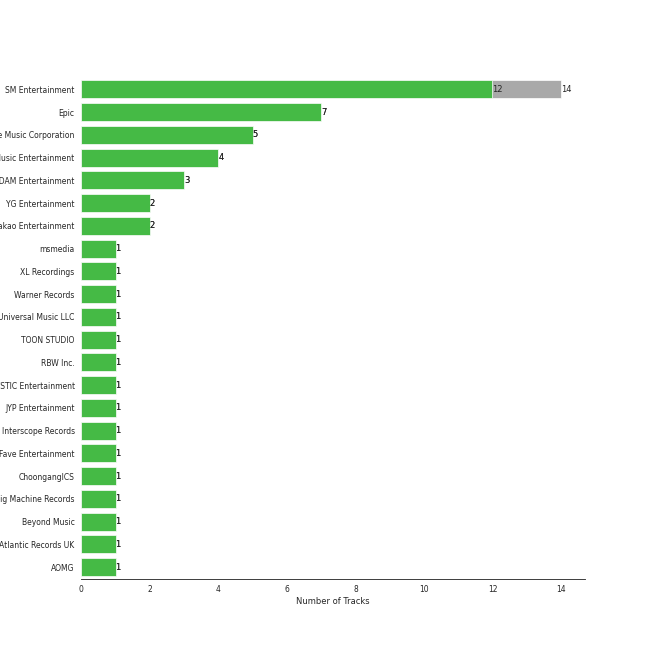 SM Entertainment 12 14
Epic 7
e Music Corporation 5
usic Entertainment 4
DAM Entertainment 3
YG Entertainment 2
akao Entertainment 2
msmedia 1
XL Recordings 1
Warner Records 1
Universal Music LLC 1
TOON STUDIO 1
RBW Inc. 1
STIC Entertainment 1
JYP Entertainment 1
Interscope Records 1
Fave Entertainment 1
ChoongangICS 1
ig Machine Records 1
Beyond Music 1
Atlantic Records UK 1
AOMG 1
0 2 4 6 8 10 12 14
Number of Tracks